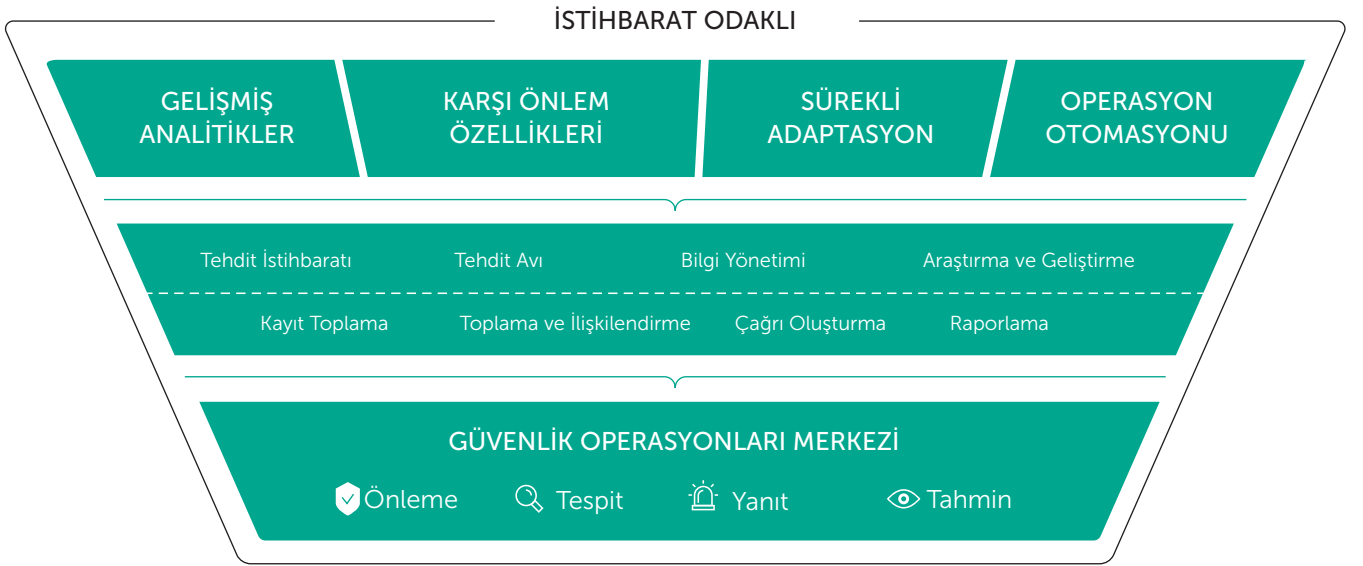 İSTİHBARAT ODAKLI
GELİŞMİŞ
ANALİTİKLER
KARŞI ÖNLEM
ÖZELLİKLERİ
SÜREKLİ
ADAPTASYON
OPERASYON
OTOMASYONU
Tehdit İstihbaratı Tehdit Avı Bilgi Yönetimi Araştırma ve Geliştirme
Kayıt Toplama Toplama ve İlişkilendirme Çağrı Oluşturma Raporlama
GÜVENLİK OPERASYONLARI MERKEZİ
Önleme Tespit Yanıt Tahmin